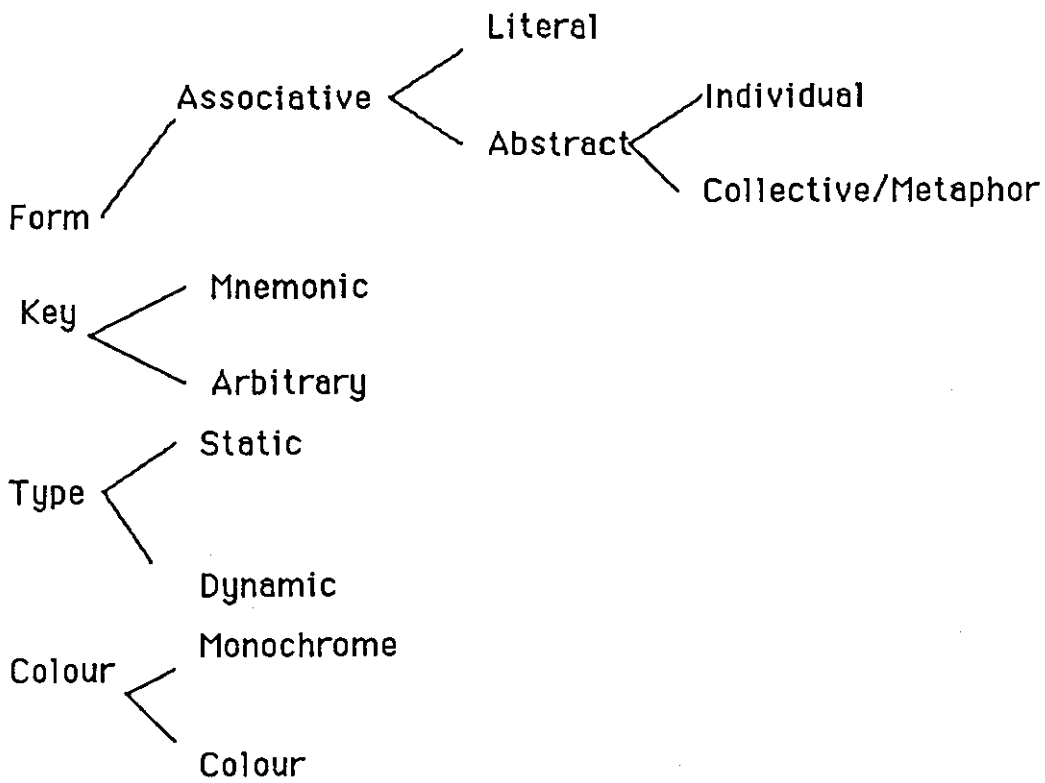 Literal
Associative
Individual
Abstract
Collective/Metaphor
Form
Mnemonic
Key
Arbitrary
Static
Type
Dynamic
Monochrome
Colour
Colour